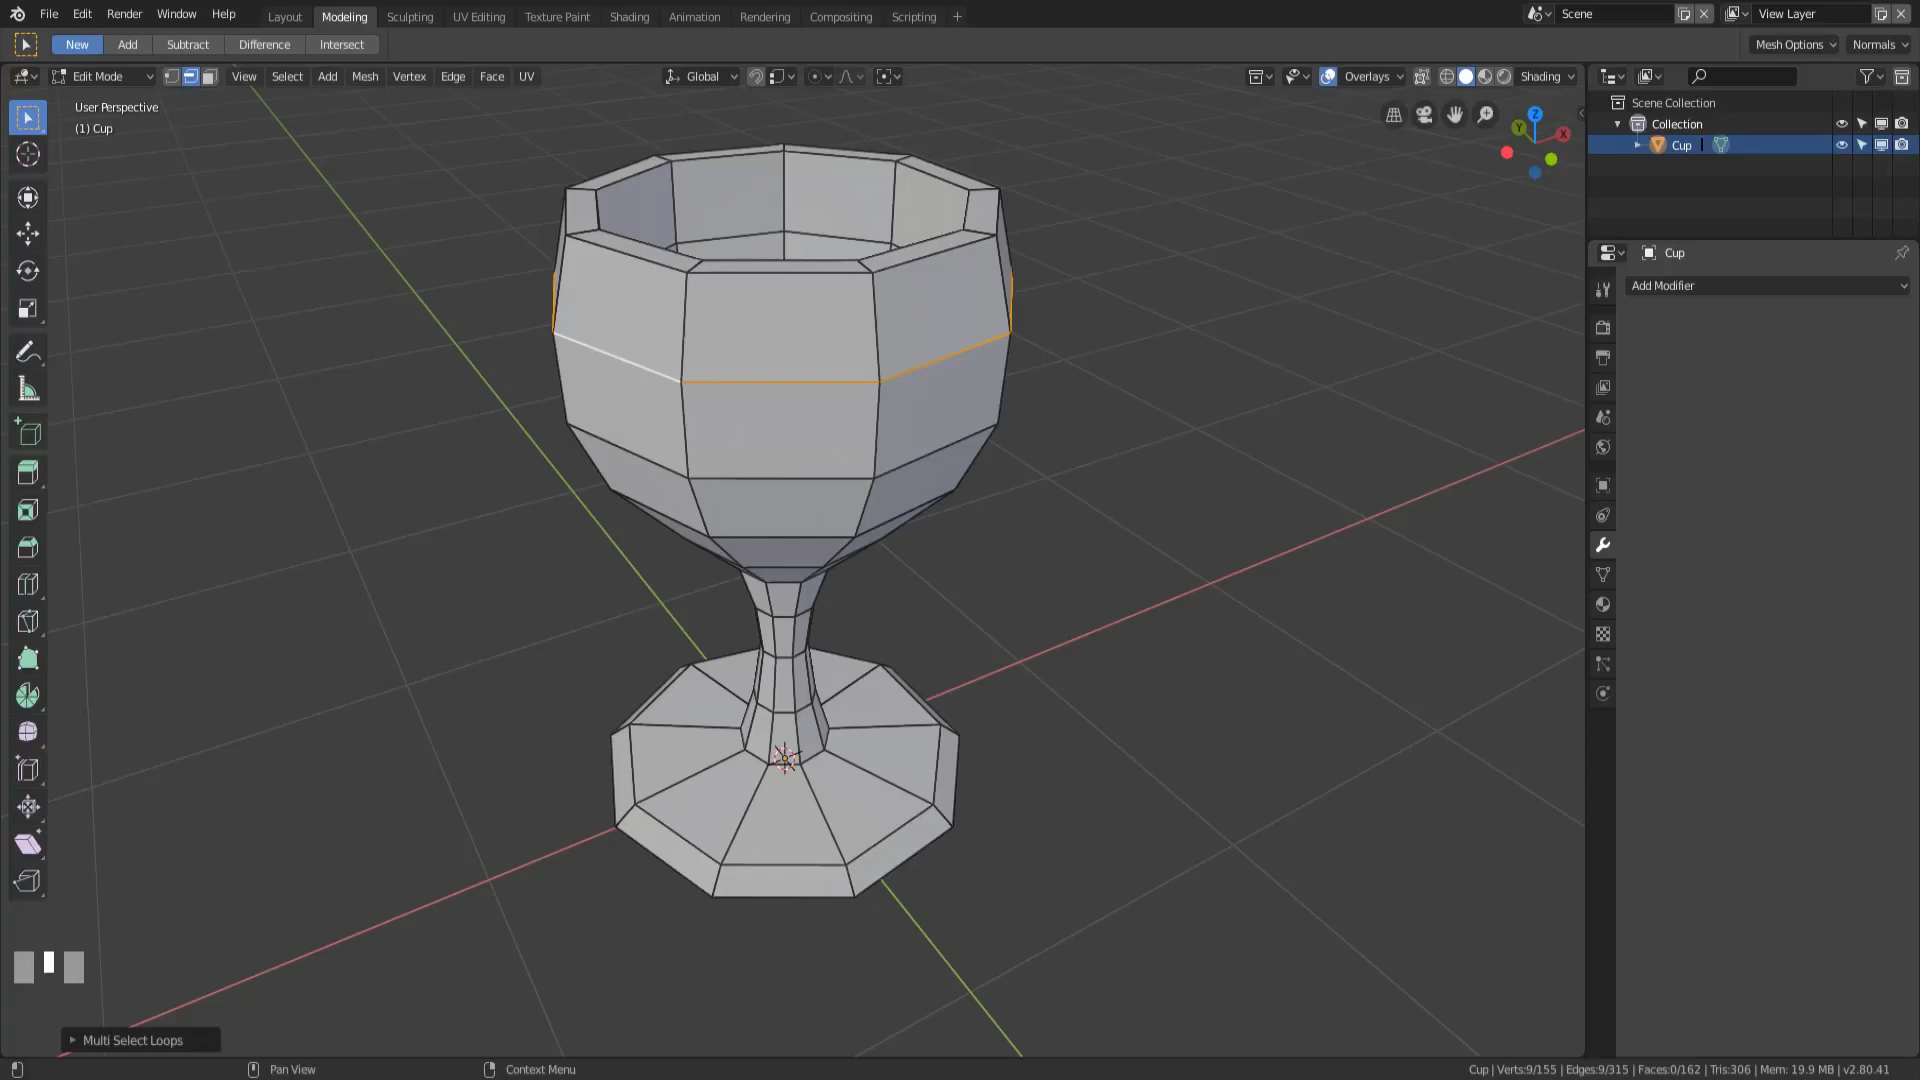 File Edit Render Window Help
Layout Modeling Sculpting UV Editing Texture Paint Shading Animation Rendering Compositing Scripting +
Scene
View Layer
New Add Subtract Difference Intersect
Mesh Options Normals
Edit Mode View Select Add Mesh Vertex Edge Face UV
Global
Overlays
Shading
User Perspective
(1) Cup
Z
Y
X
Scene Collection
Collection
Cup
Cup
Add Modifier
Multi Select Loops
Pan View
Context Menu
Cup | Verts:9/155 | Edges:9/315 | Faces:0/162 | Tris:306 | Mem: 19.9 MB | v2.80.41